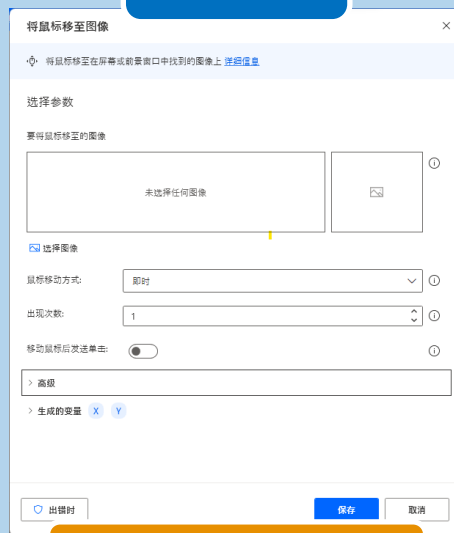 将鼠标移至图像
将鼠标移至在屏幕或前景窗口中找到的图像上 详细信息
选择参数
要将鼠标移至的图像
未选择任何图像
选择图像
鼠标移动方式:
即时
出现次数:
1
移动鼠标后发送单击:
高级
生成的变量 X Y
出错时
保存
取消